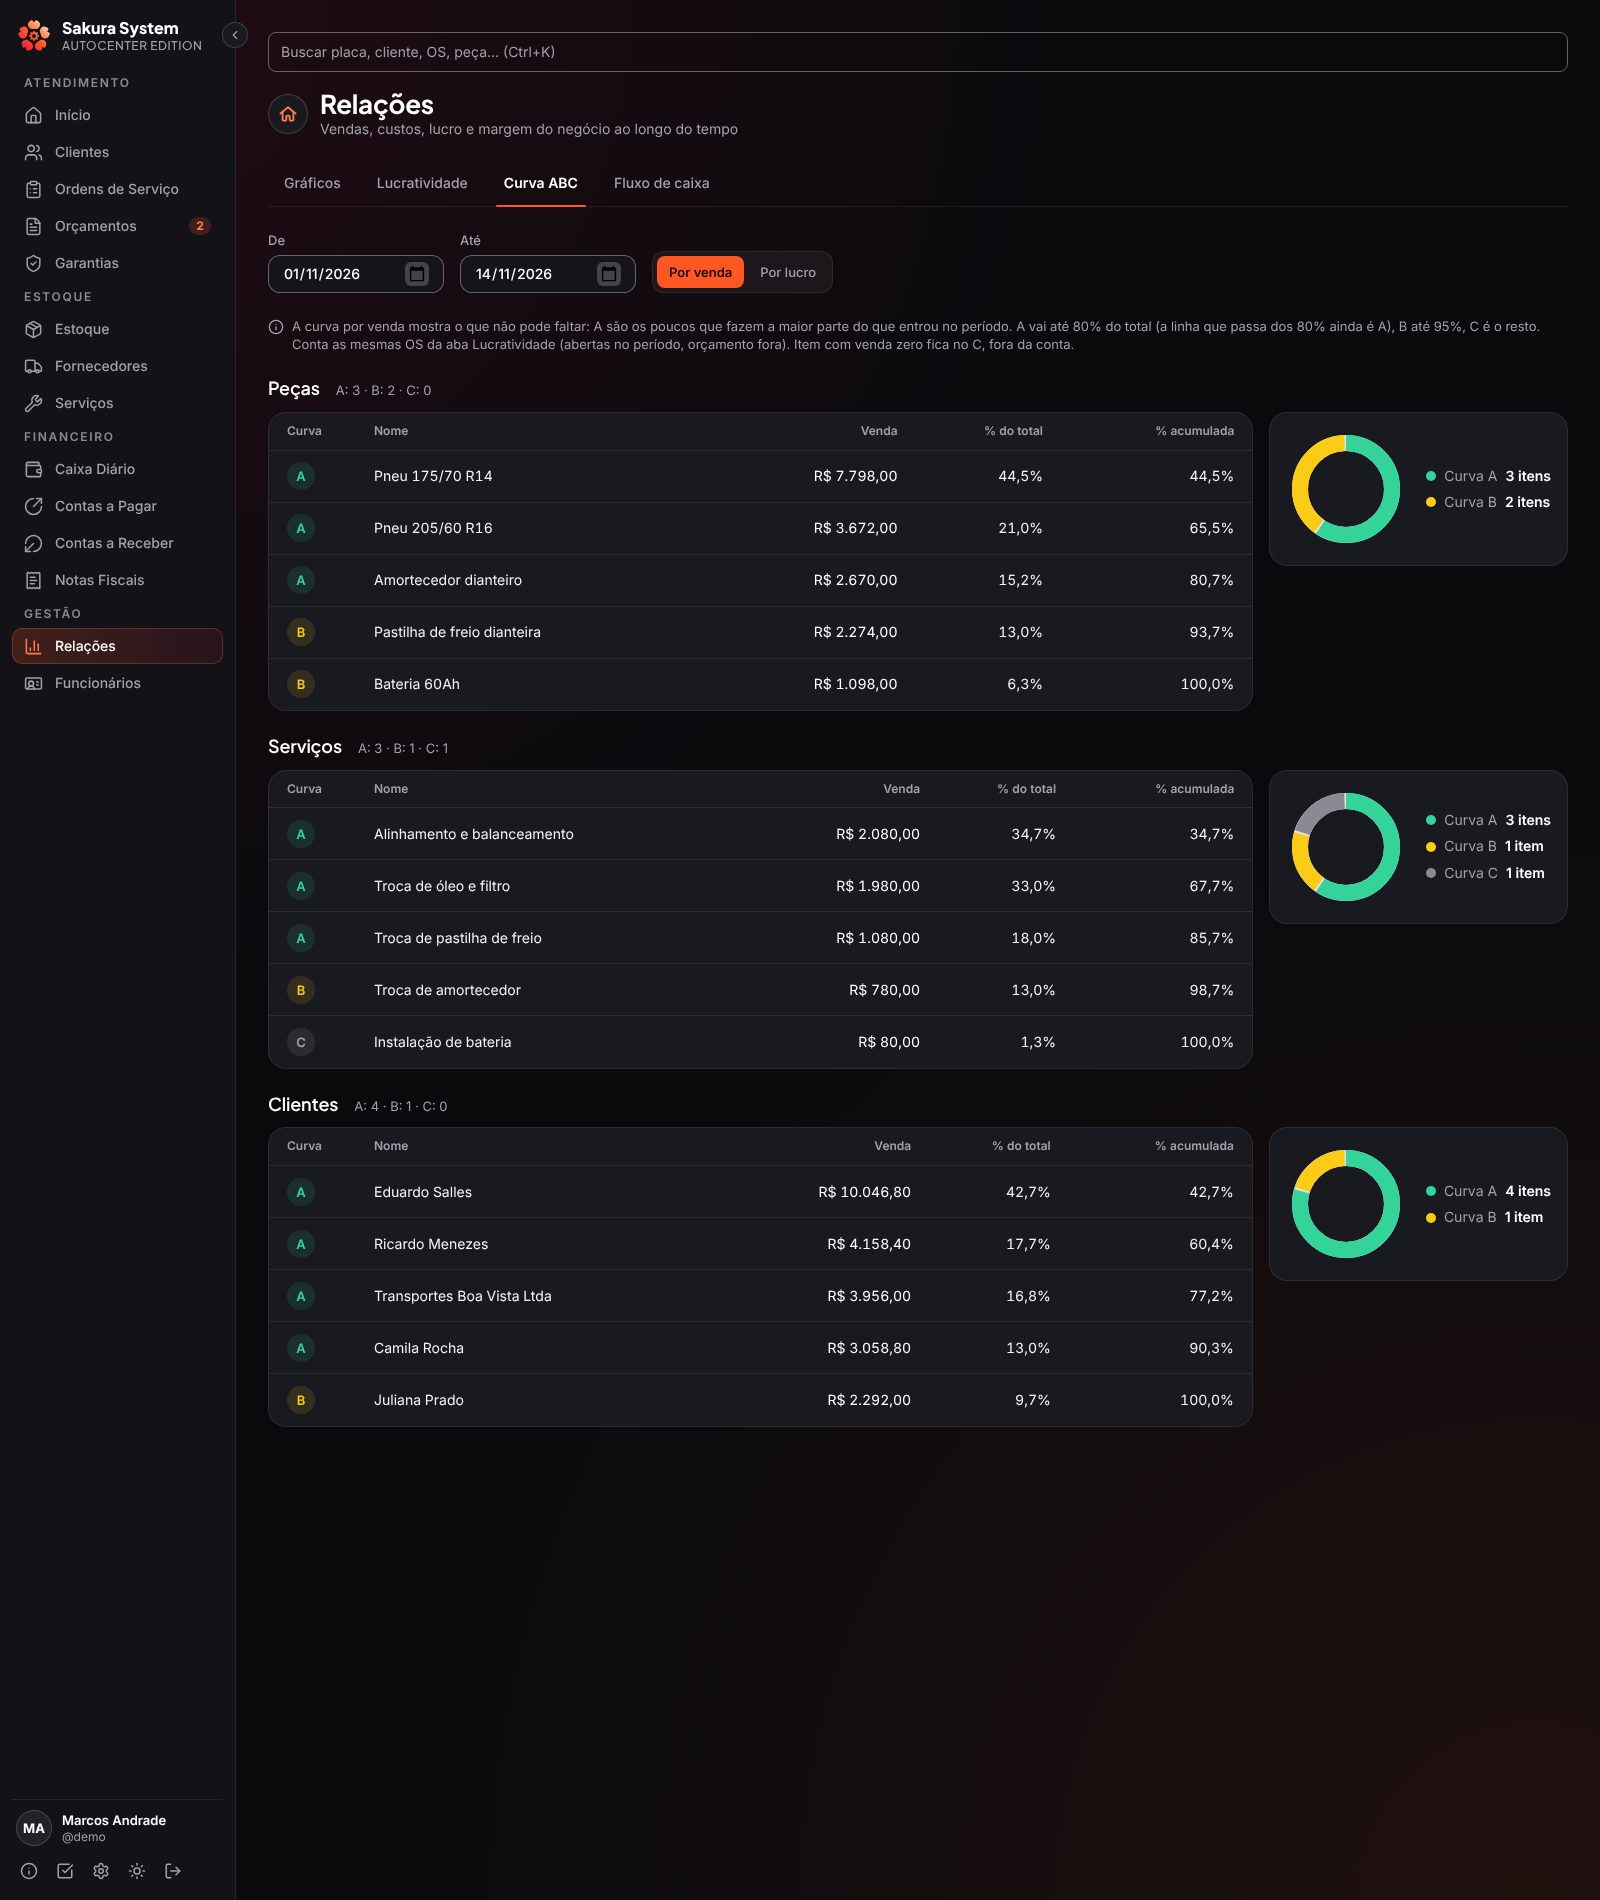 Sakura System
AUTOCENTER EDITION
ATENDIMENTO
Início
Clientes
Ordens de Serviço
Orçamentos 2
Garantias
ESTOQUE
Estoque
Fornecedores
Serviços
FINANCEIRO
Caixa Diário
Contas a Pagar
Contas a Receber
Notas Fiscais
GESTÃO
Relações
Funcionários
MA
Marcos Andrade
@demo
Buscar placa, cliente, OS, peça... (Ctrl+K)
Relações
Vendas, custos, lucro e margem do negócio ao longo do tempo
Gráficos Lucratividade Curva ABC Fluxo de caixa
De Até
01/11/2026 14/11/2026 Por venda Por lucro
A curva por venda mostra o que não pode faltar: A são os poucos que fazem a maior parte do que entrou no período. A vai até 80% do total (a linha que passa dos 80% ainda é A), B até 95%, C é o resto.
Conta as mesmas OS da aba Lucratividade (abertas no período, orçamento fora). Item com venda zero fica no C, fora da conta.
Peças A: 3 · B: 2 · C: 0
Curva Nome Venda % do total % acumulada
A Pneu 175/70 R14 R$ 7.798,00 44,5% 44,5%
A Pneu 205/60 R16 R$ 3.672,00 21,0% 65,5%
A Amortecedor dianteiro R$ 2.670,00 15,2% 80,7%
B Pastilha de freio dianteira R$ 2.274,00 13,0% 93,7%
B Bateria 60Ah R$ 1.098,00 6,3% 100,0%
Curva A 3 itens
Curva B 2 itens
Serviços A: 3 · B: 1 · C: 1
Curva Nome Venda % do total % acumulada
A Alinhamento e balanceamento R$ 2.080,00 34,7% 34,7%
A Troca de óleo e filtro R$ 1.980,00 33,0% 67,7%
A Troca de pastilha de freio R$ 1.080,00 18,0% 85,7%
B Troca de amortecedor R$ 780,00 13,0% 98,7%
C Instalação de bateria R$ 80,00 1,3% 100,0%
Curva A 3 itens
Curva B 1 item
Curva C 1 item
Clientes A: 4 · B: 1 · C: 0
Curva Nome Venda % do total % acumulada
A Eduardo Salles R$ 10.046,80 42,7% 42,7%
A Ricardo Menezes R$ 4.158,40 17,7% 60,4%
A Transportes Boa Vista Ltda R$ 3.956,00 16,8% 77,2%
A Camila Rocha R$ 3.058,80 13,0% 90,3%
B Juliana Prado R$ 2.292,00 9,7% 100,0%
Curva A 4 itens
Curva B 1 item